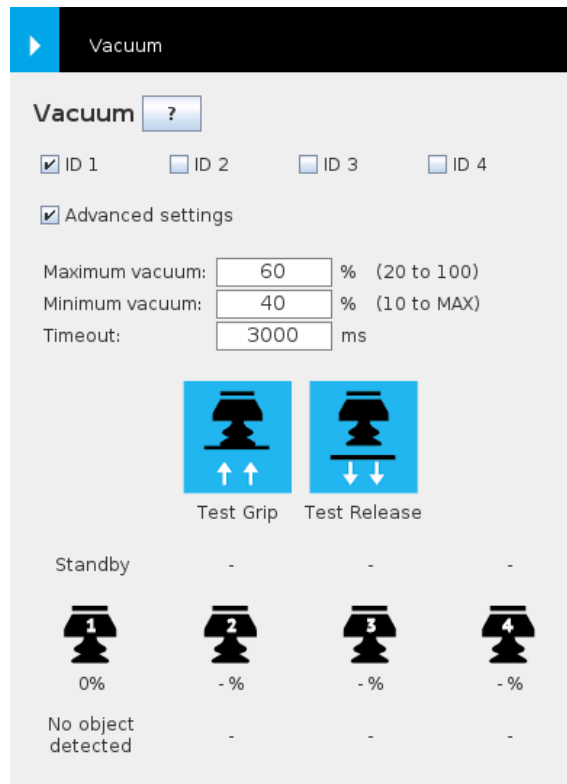 Vacuum
Vacuum ?
ID 1 ID 2 ID 3 ID 4
Advanced settings
Maximum vacuum: 60 % (20 to 100)
Minimum vacuum: 40 % (10 to MAX)
Timeout: 3000 ms
Test Grip Test Release
Standby - - -
1 2 3 4
0% - % - % - %
No object
detected - - -